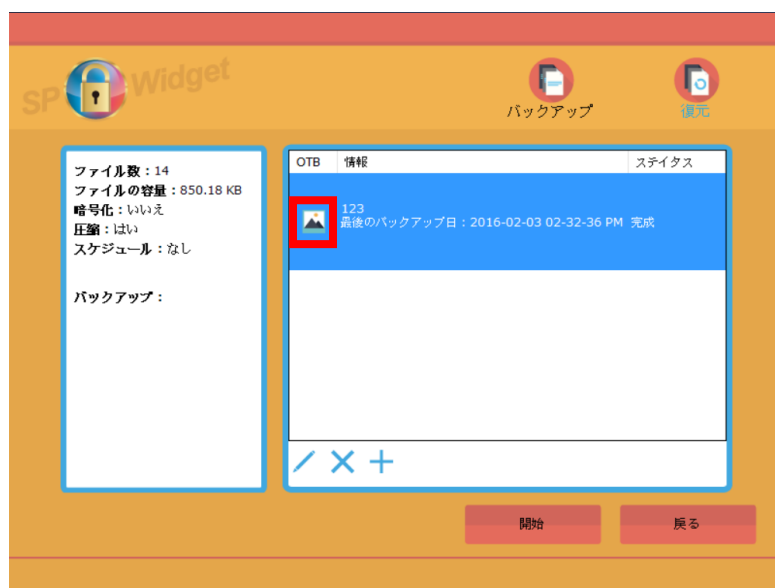 SP Widget
バックアップ
復元
ファイル数：14
ファイルの容量：850.18 KB
暗号化：いいえ
圧縮：はい
スケジュール：なし
バックアップ：
OTB 情報 ステイタス
123
最後のバックアップ日：2016-02-03 02-32-36 PM 完成
開始
戻る